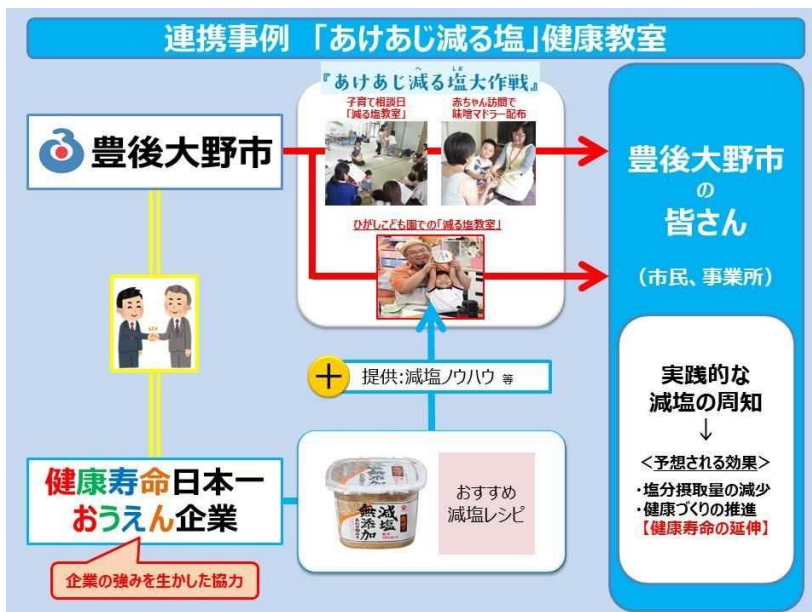 連携事例 「あけあじ減る塩」健康教室
『あけあじ減る塩大作戦』
へ しお
子育て相談日
「減る塩教室」
赤ちゃん訪問で
味噌マドラー配布
豊後大野市
ひがしこども園での「減る塩教室」
豊後大野市
の
皆さん
(市民、事業所)
+ 提供:減塩ノウハウ 等
実践的な
減塩の周知
↓
<予想される効果>
・塩分摂取量の減少
・健康づくりの推進
【健康寿命の延伸】
健康寿命日本一
おうえん企業
減塩
無添加
おすすめ
減塩レシピ
企業の強みを生かした協力